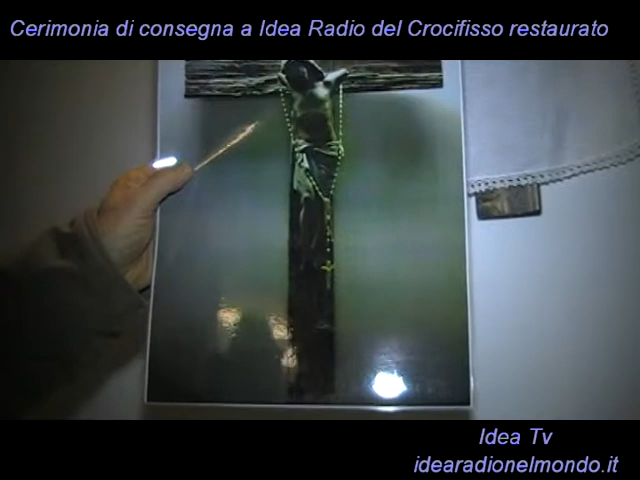 Cerimonia di consegna a Idea Radio del Crocifisso restaurato
Idea Tv
idearadionelmondo.it